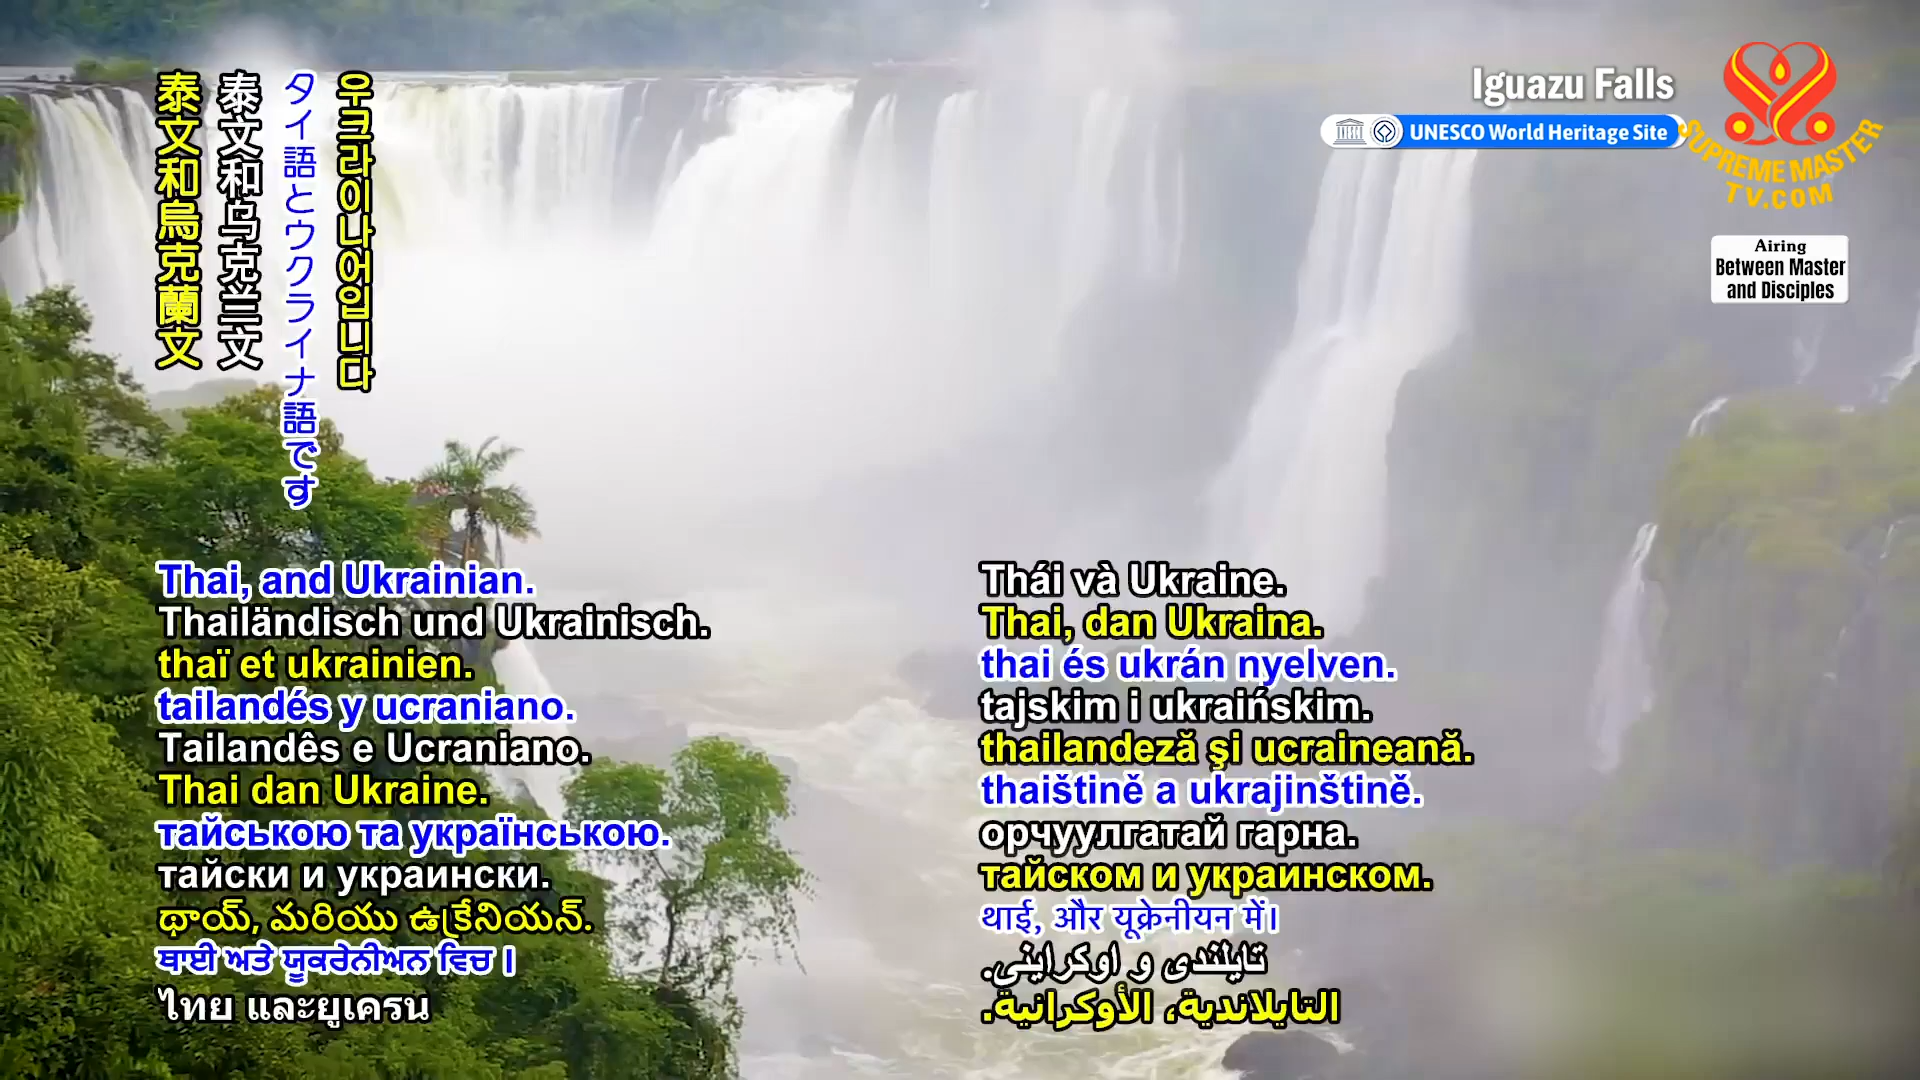 Iguazu Falls
UNESCO World Heritage Site
SUPREME MASTER
TV.COM
Airing
Between Master
and Disciples
泰文和烏克蘭文
泰文和乌克兰文
タイ語とウクライナ語です
우크라이나어입니다
Thai, and Ukrainian.
Thailändisch und Ukrainisch.
thaï et ukrainien.
tailandés y ucraniano.
Tailandês e Ucraniano.
Thai dan Ukraine.
тайською та українською.
тайски и украински.
థాయ్, మరియు ఉక్రేనియన్.
ਥਾਈ ਅਤੇ ਯੂਕਰੇਨੀਅਨ ਵਿਚ।
ไทย และยูเครน
Thái và Ukraine.
Thai, dan Ukraina.
thai és ukrán nyelven.
tajskim i ukraińskim.
thailandeză şi ucraineană.
thaištině a ukrajinštině.
орчуулгатай гарна.
тайском и украинском.
थाई, और यूक्रेनीयन में।
تایلندی و اوکراینی.
التايلاندية، الأوكرانية.